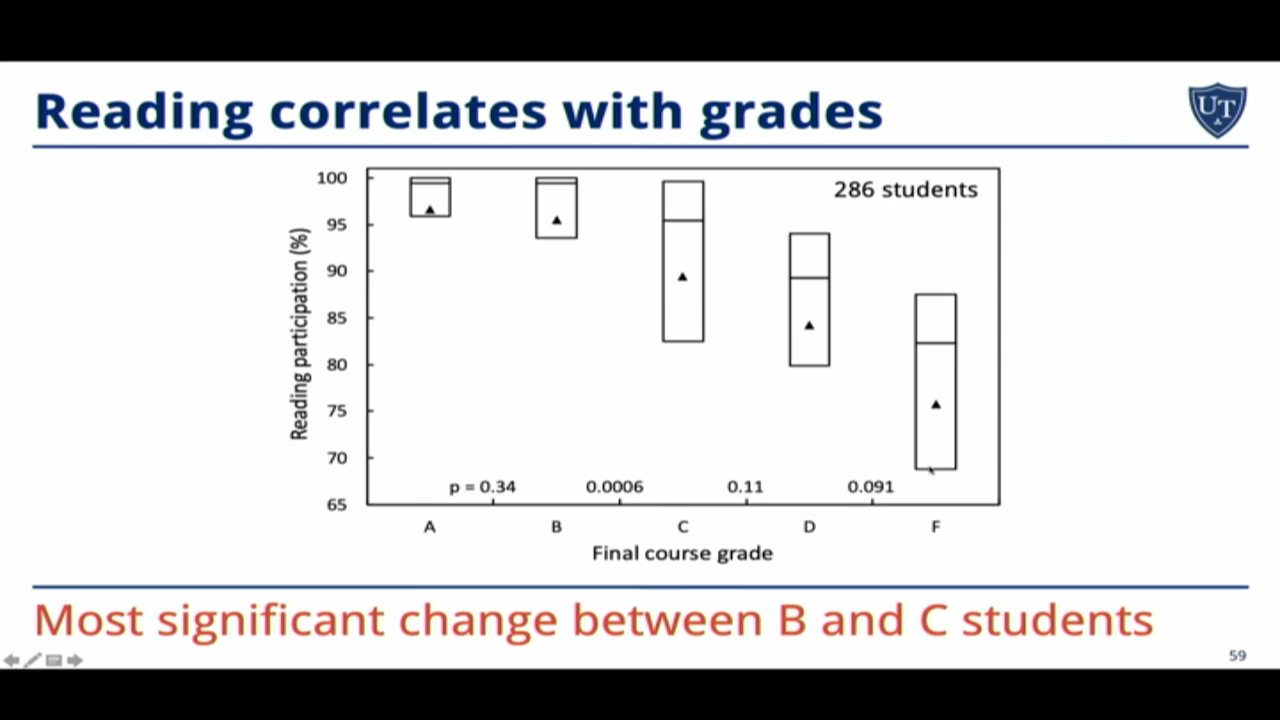 Reading correlates with grades
UT
286 students
Reading participation (%)
100
95
90
85
80
75
70
65
p = 0.34 0.0006 0.11 0.091
A B C D F
Final course grade
Most significant change between B and C students
59